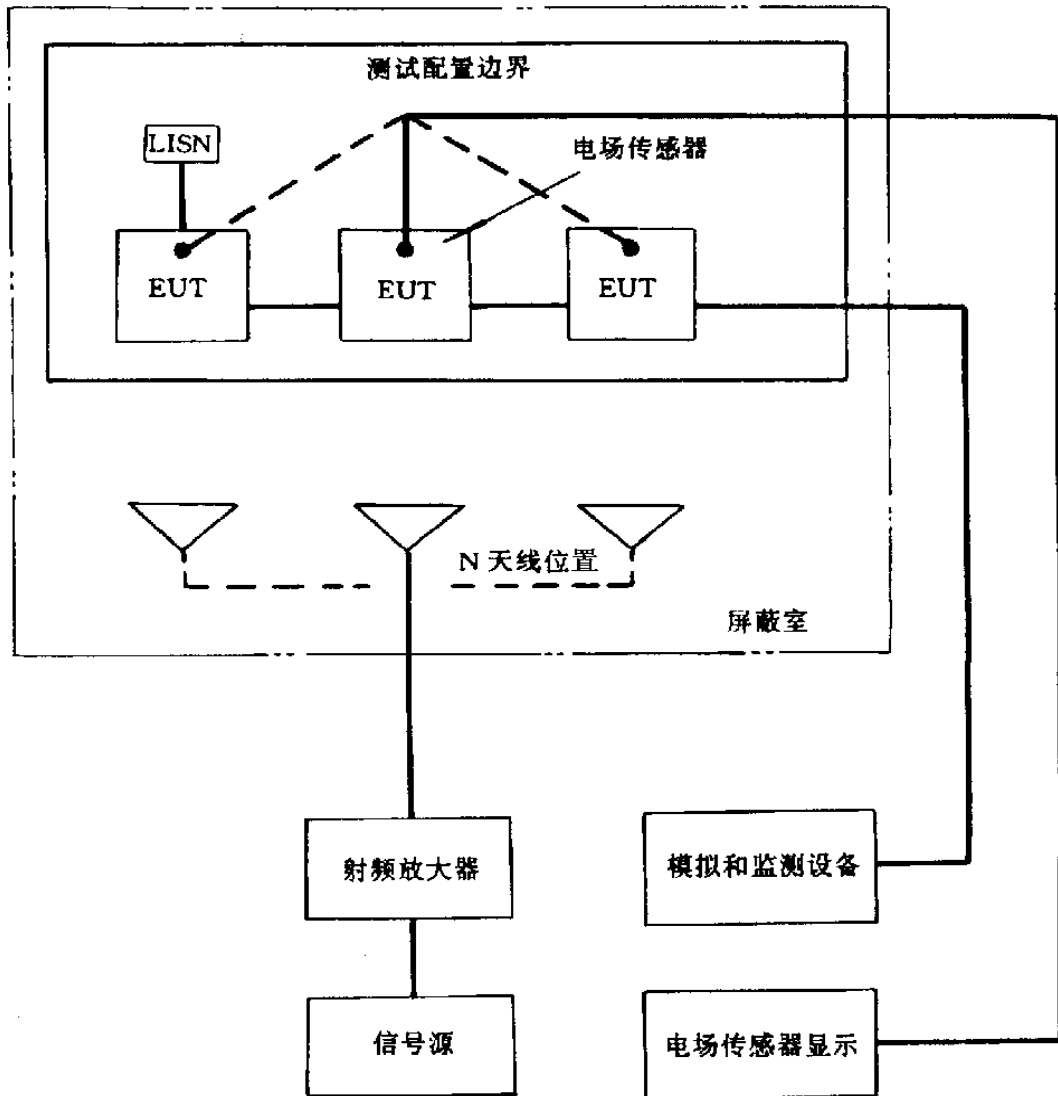 测试配置边界
LISN
电场传感器
EUT
EUT
EUT
N 天线位置
屏蔽室
射频放大器
模拟和监测设备
信号源
电场传感器显示